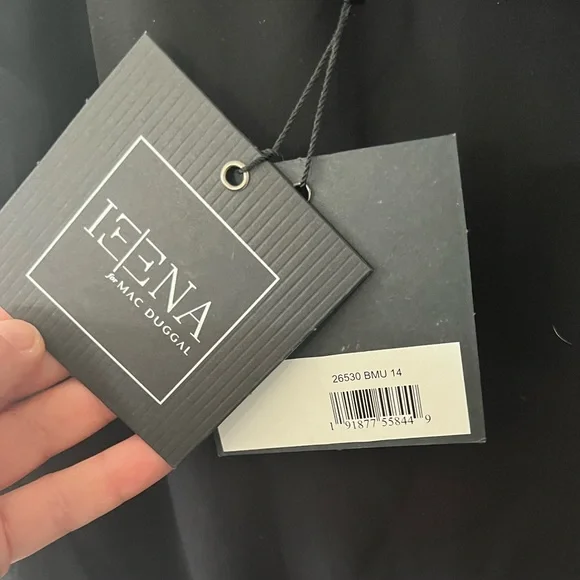 IEENA
for MAC DUGGAL
26530 BMU 14
1 91877 55844 9